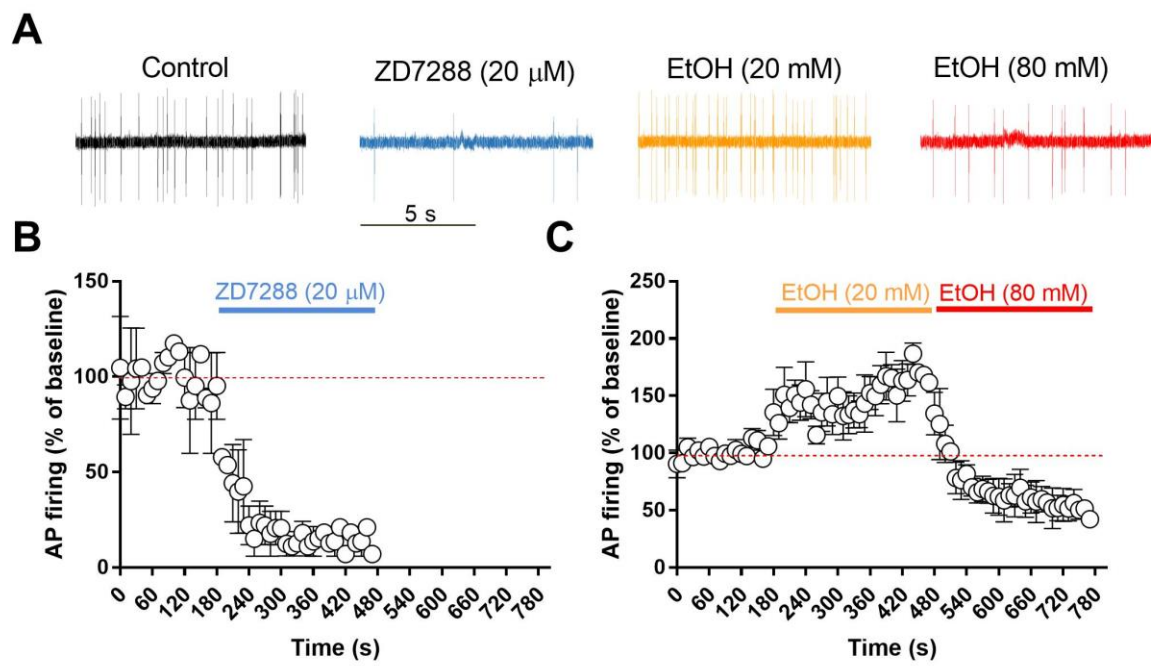 A
Control
ZD7288 (20 μM)
EtOH (20 mM)
EtOH (80 mM)
5 s
B
C
AP firing (% of baseline)
150
100
50
0
ZD7288 (20 μM)
0 60 120 180 240 300 360 420 480 540 600 660 720 780
Time (s)
AP firing (% of baseline)
250
200
150
100
50
0
EtOH (20 mM)
EtOH (80 mM)
0 60 120 180 240 300 360 420 480 540 600 660 720 780
Time (s)